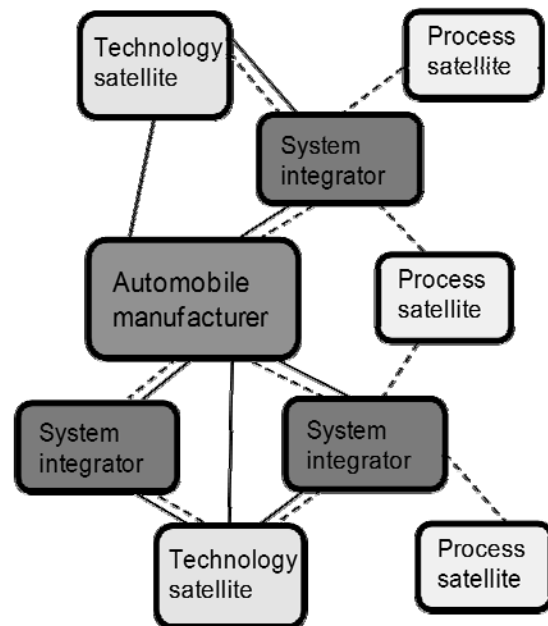 Technology
satellite
Process
satellite
System
integrator
Automobile
manufacturer
Process
satellite
System
integrator
System
integrator
Technology
satellite
Process
satellite